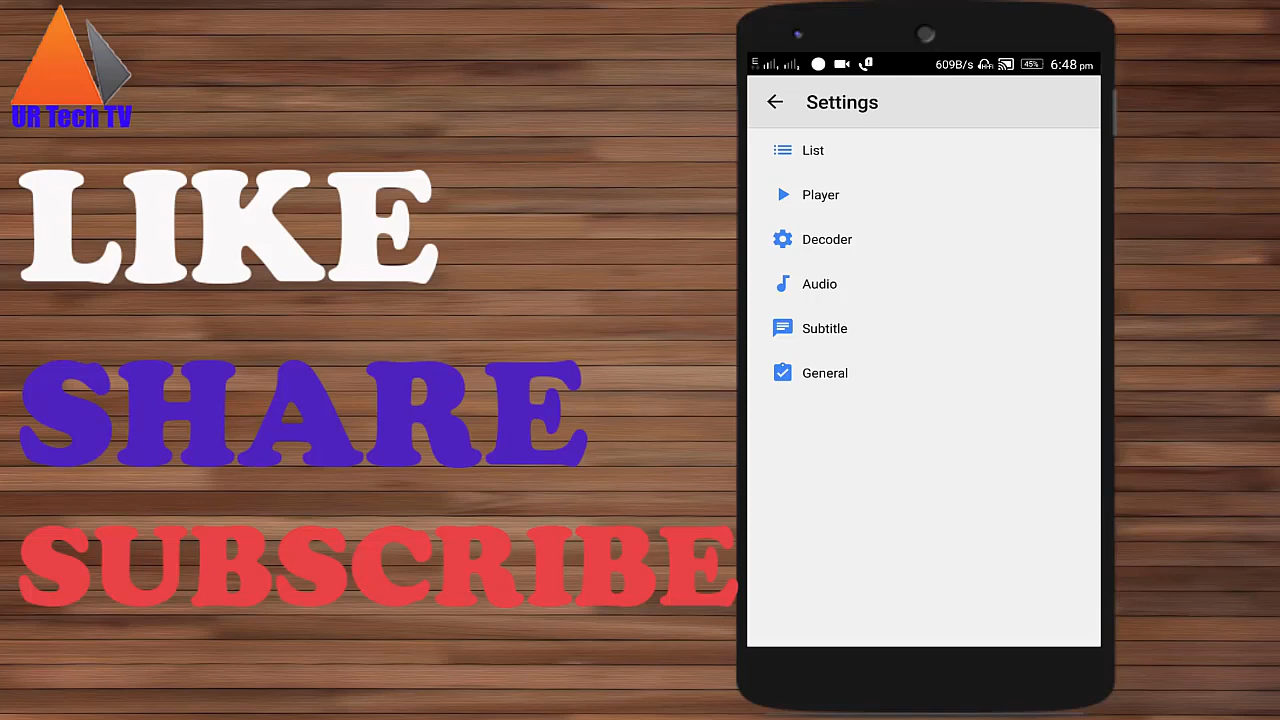 UR Tech TV
LIKE
SHARE
SUBSCRIBE
E 609B/s 45% 6:48 pm
Settings
List
Player
Decoder
Audio
Subtitle
General